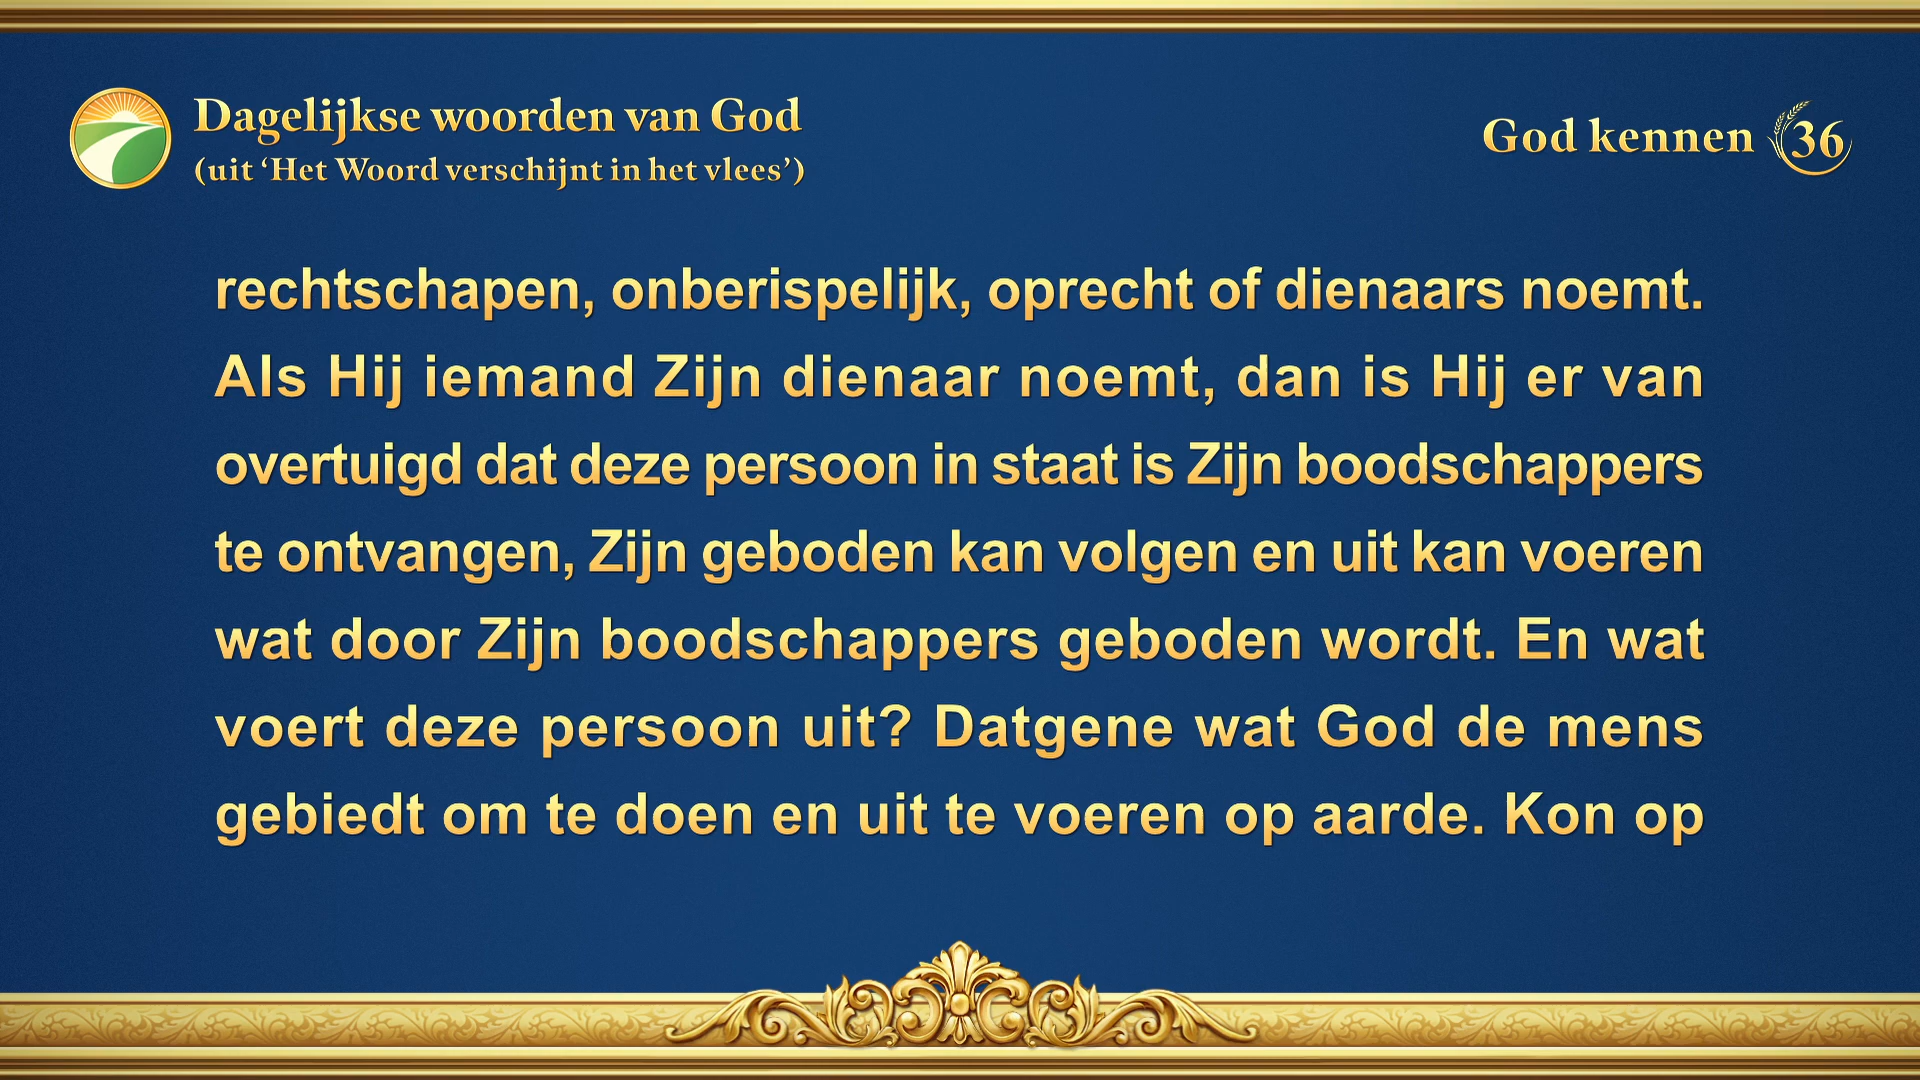 Dagelijkse woorden van God
(uit ‘Het Woord verschijnt in het vlees’)
God kennen 36
rechtschapen, onberispelijk, oprecht of dienaars noemt.
Als Hij iemand Zijn dienaar noemt, dan is Hij er van
overtuigd dat deze persoon in staat is Zijn boodschappers
te ontvangen, Zijn geboden kan volgen en uit kan voeren
wat door Zijn boodschappers geboden wordt. En wat
voert deze persoon uit? Datgene wat God de mens
gebiedt om te doen en uit te voeren op aarde. Kon op